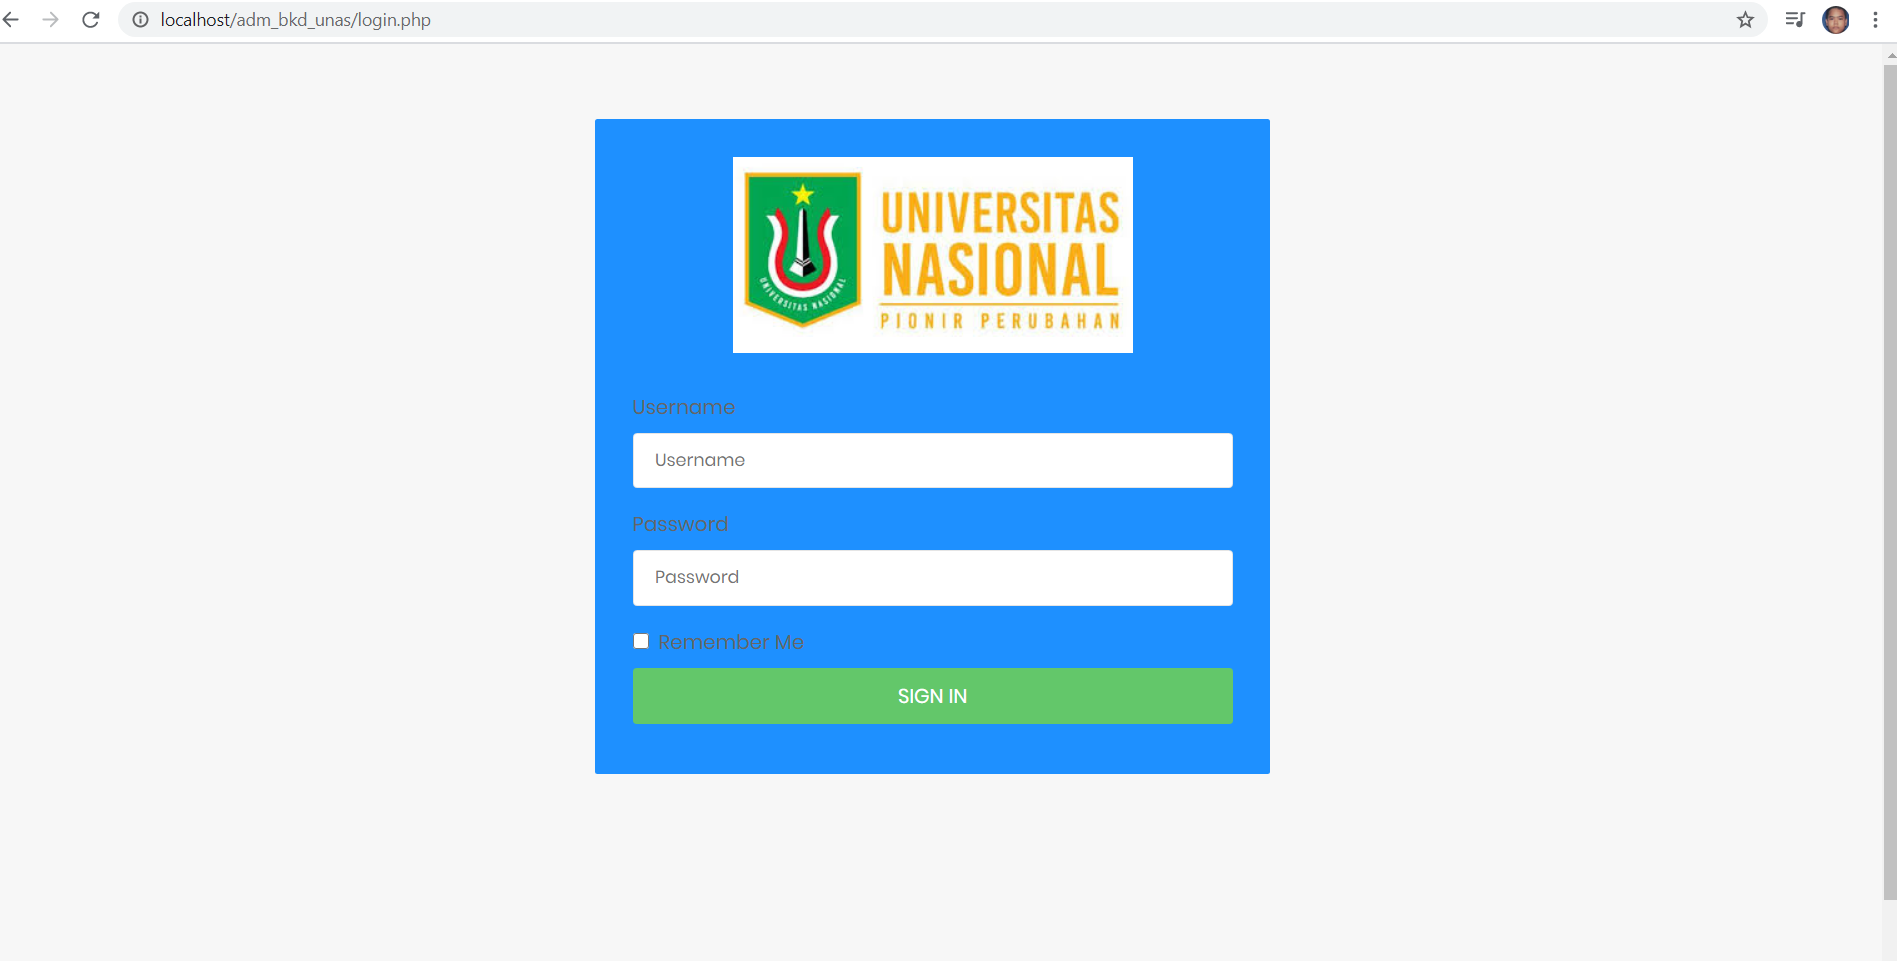 localhost/adm_bkd_unas/login.php
UNIVERSITAS
NASIONAL
PIONIR PERUBAHAN
UNIVERSITAS NASIONAL
Username
Username
Password
Password
Remember Me
SIGN IN